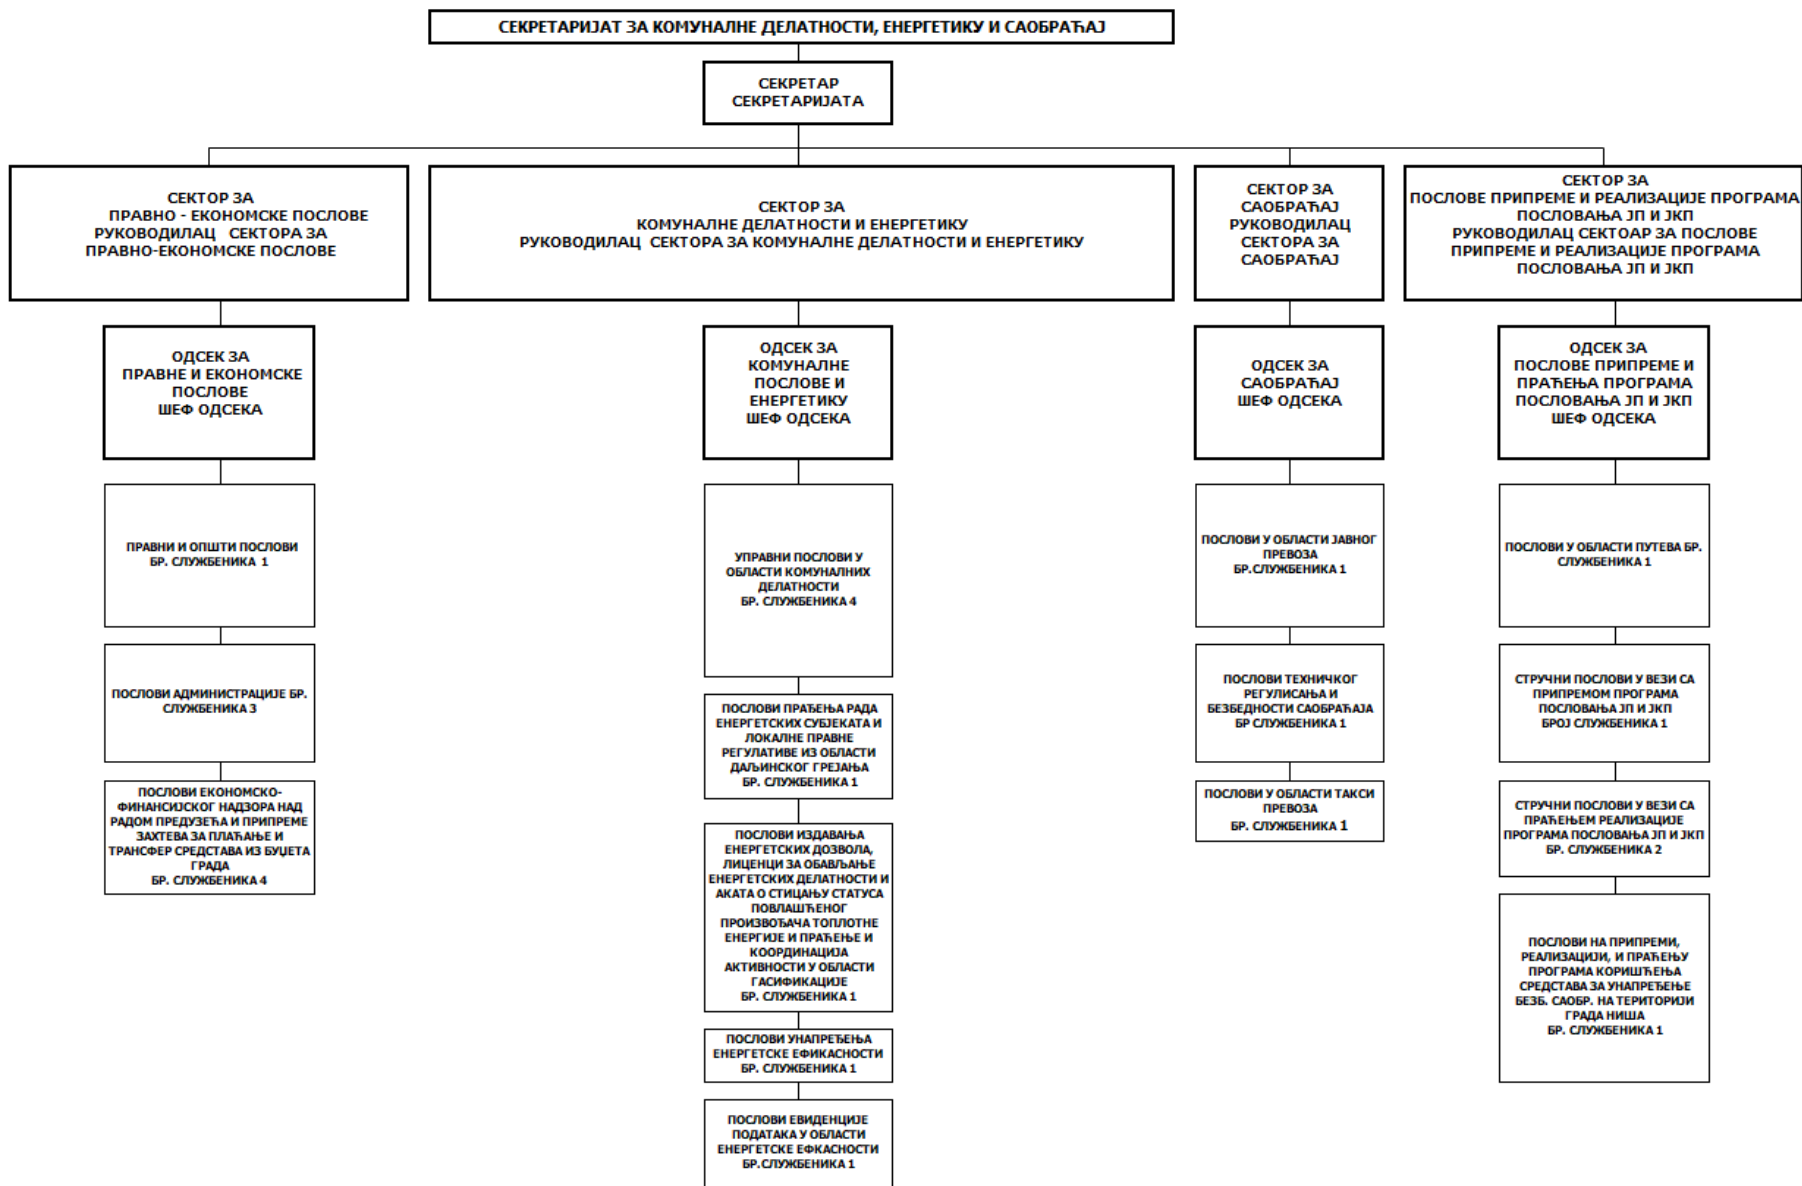 СЕКРЕТАРИЈАТ ЗА КОМУНАЛНЕ ДЕЛАТНОСТИ, ЕНЕРГЕТИКУ И САОБРАЋАЈ
СЕКРЕТАР
СЕКРЕТАРИЈАТА
СЕКТОР ЗА
ПРАВНО - ЕКОНОМСКЕ ПОСЛОВЕ
РУКОВОДИЛАЦ СЕКТОРА ЗА
ПРАВНО-ЕКОНОМСКЕ ПОСЛОВЕ
СЕКТОР ЗА
КОМУНАЛНЕ ДЕЛАТНОСТИ И ЕНЕРГЕТИКУ
РУКОВОДИЛАЦ СЕКТОРА ЗА КОМУНАЛНЕ ДЕЛАТНОСТИ И ЕНЕРГЕТИКУ
СЕКТОР ЗА
САОБРАЋАЈ
РУКОВОДИЛАЦ
СЕКТОРА ЗА
САОБРАЋАЈ
СЕКТОР ЗА
ПОСЛОВЕ ПРИПРЕМЕ И РЕАЛИЗАЦИЈЕ ПРОГРАМА
ПОСЛОВАЊА ЈП И ЈКП
РУКОВОДИЛАЦ СЕКТОАР ЗА ПОСЛОВЕ
ПРИПРЕМЕ И РЕАЛИЗАЦИЈЕ ПРОГРАМА
ПОСЛОВАЊА ЈП И ЈКП
ОДСЕК ЗА
ПРАВНЕ И ЕКОНОМСКЕ
ПОСЛОВЕ
ШЕФ ОДСЕКА
ОДСЕК ЗА
КОМУНАЛНЕ
ПОСЛОВЕ И
ЕНЕРГЕТИКУ
ШЕФ ОДСЕКА
ОДСЕК ЗА
САОБРАЋАЈ
ШЕФ ОДСЕКА
ОДСЕК ЗА
ПОСЛОВЕ ПРИПРЕМЕ И
ПРАЋЕЊА ПРОГРАМА
ПОСЛОВАЊА ЈП И ЈКП
ШЕФ ОДСЕКА
ПРАВНИ И ОПШТИ ПОСЛОВИ
БР. СЛУЖБЕНИКА 1
УПРАВНИ ПОСЛОВИ У
ОБЛАСТИ КОМУНАЛНИХ
ДЕЛАТНОСТИ
БР. СЛУЖБЕНИКА 4
ПОСЛОВИ У ОБЛАСТИ ЈАВНОГ
ПРЕВОЗА
БР.СЛУЖБЕНИКА 1
ПОСЛОВИ У ОБЛАСТИ ПУТЕВА БР.
СЛУЖБЕНИКА 1
ПОСЛОВИ АДМИНИСТРАЦИЈЕ БР.
СЛУЖБЕНИКА 3
ПОСЛОВИ ПРАЋЕЊА РАДА
ЕНЕРГЕТСКИХ СУБЈЕКАТА И
ЛОКАЛНЕ ПРАВНЕ
РЕГУЛАТИВЕ ИЗ ОБЛАСТИ
ДАЉИНСКОГ ГРЕЈАЊА
БР. СЛУЖБЕНИКА 1
ПОСЛОВИ ТЕХНИЧКОГ
РЕГУЛИСАЊА И
БЕЗБЕДНОСТИ САОБРАЋАЈА
БР СЛУЖБЕНИКА 1
СТРУЧНИ ПОСЛОВИ У ВЕЗИ СА
ПРИПРЕМОМ ПРОГРАМА
ПОСЛОВАЊА ЈП И ЈКП
БРОЈ СЛУЖБЕНИКА 1
ПОСЛОВИ ЕКОНОМСКО-
ФИНАНСИЈСКОГ НАДЗОРА НАД
РАДОМ ПРЕДУЗЕЋА И ПРИПРЕМЕ
ЗАХТЕВА ЗА ПЛАЋАЊЕ И
ТРАНСФЕР СРЕДСТАВА ИЗ БУЏЕТА
ГРАДА
БР. СЛУЖБЕНИКА 4
ПОСЛОВИ ИЗДАВАЊА
ЕНЕРГЕТСКИХ ДОЗВОЛА,
ЛИЦЕНЦИ ЗА ОБАВЉАЊЕ
ЕНЕРГЕТСКИХ ДЕЛАТНОСТИ И
АКАТА О СТИЦАЊУ СТАТУСА
ПОВЛАШЋЕНОГ
ПРОИЗВОЂАЧА ТОПЛОТНЕ
ЕНЕРГИЈЕ И ПРАЋЕЊЕ И
КООРДИНАЦИЈА
АКТИВНОСТИ У ОБЛАСТИ
ГАСИФИКАЦИЈЕ
БР. СЛУЖБЕНИКА 1
ПОСЛОВИ У ОБЛАСТИ ТАКСИ
ПРЕВОЗА
БР. СЛУЖБЕНИКА 1
СТРУЧНИ ПОСЛОВИ У ВЕЗИ СА
ПРАЋЕЊЕМ РЕАЛИЗАЦИЈЕ
ПРОГРАМА ПОСЛОВАЊА ЈП И ЈКП
БР. СЛУЖБЕНИКА 2
ПОСЛОВИ НА ПРИПРЕМИ,
РЕАЛИЗАЦИЈИ, И ПРАЋЕЊУ
ПРОГРАМА КОРИШЋЕЊА
СРЕДСТАВА ЗА УНАПРЕЂЕЊЕ
БЕЗБ. САОБР. НА ТЕРИТОРИЈИ
ГРАДА НИША
БР. СЛУЖБЕНИКА 1
ПОСЛОВИ УНАПРЕЂЕЊА
ЕНЕРГЕТСКЕ ЕФИКАСНОСТИ
БР. СЛУЖБЕНИКА 1
ПОСЛОВИ ЕВИДЕНЦИЈЕ
ПОДАТАКА У ОБЛАСТИ
ЕНЕРГЕТСКЕ ЕФКАСНОСТИ
БР.СЛУЖБЕНИКА 1